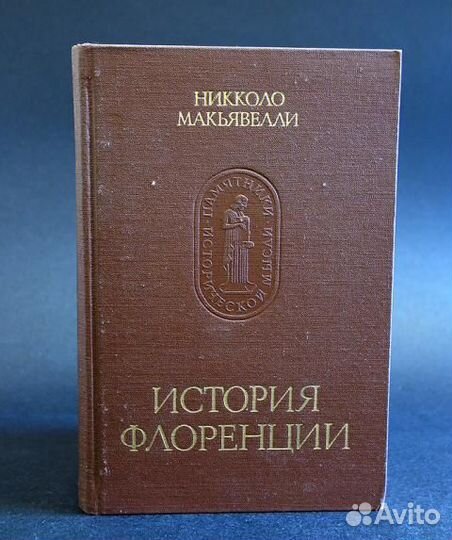 НИККОЛО
МАКЬЯВЕЛЛИ
ПАМЯТНИКИ · ИСТОРИЧЕСКОЙ МЫСЛИ
ИСТОРИЯ
ФЛОРЕНЦИИ
Avito